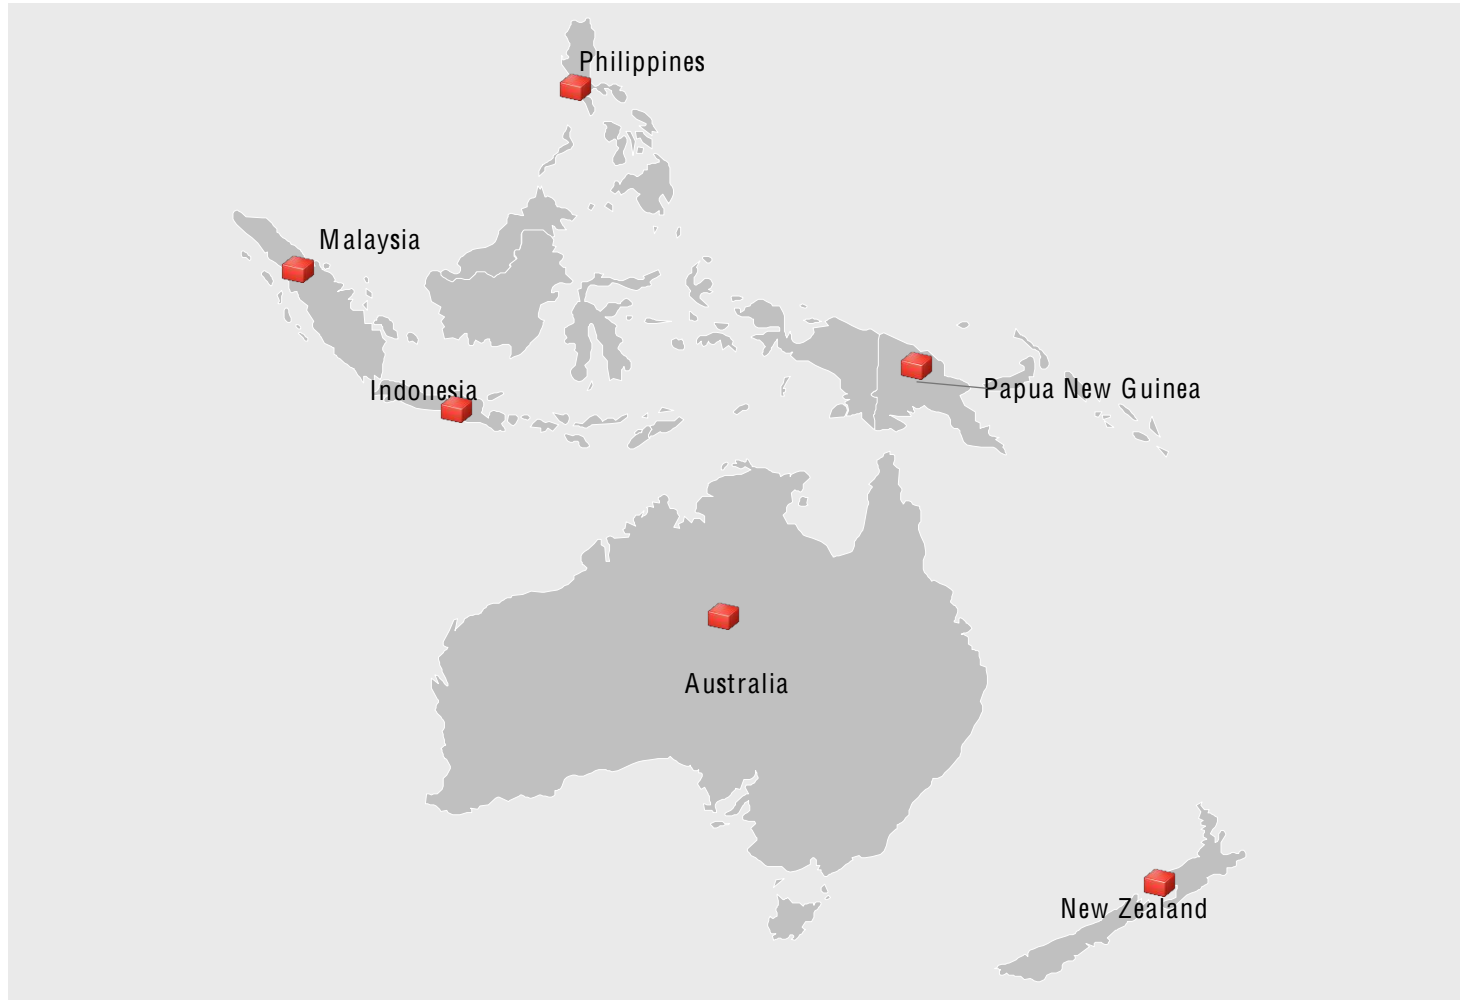 Philippines
Malaysia
Indonesia
Papua New Guinea
Australia
New Zealand